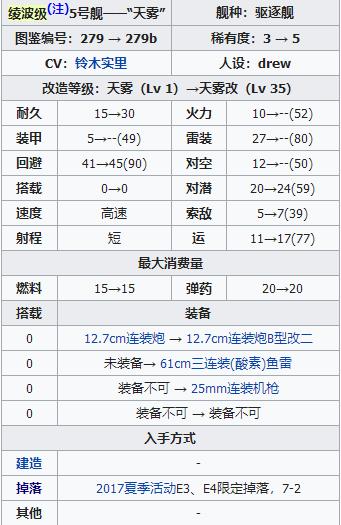 绫波级(注)5号舰——“天雾” 舰种：驱逐舰
图鉴编号：279 → 279b 稀有度：3 → 5
CV：铃木实里 人设：drew
改造等级：天雾（Lv 1）→天雾改（Lv 35）
耐久 15→30 火力 10→--(52)
装甲 5→--(49) 雷装 27→--(80)
回避 41→45(90) 对空 12→--(50)
搭载 0→0 对潜 20→24(59)
速度 高速 索敌 5→7(39)
射程 短 运 11→17(77)
最大消费量
燃料 15→15 弹药 20→20
搭载 装备
0 12.7cm连装炮 → 12.7cm连装炮B型改二
0 未装备→ 61cm三连装(酸素)鱼雷
0 装备不可 → 25mm连装机枪
0 装备不可 → 装备不可
入手方式
建造 -
掉落 2017夏季活动E3、E4限定掉落，7-2
其他 -